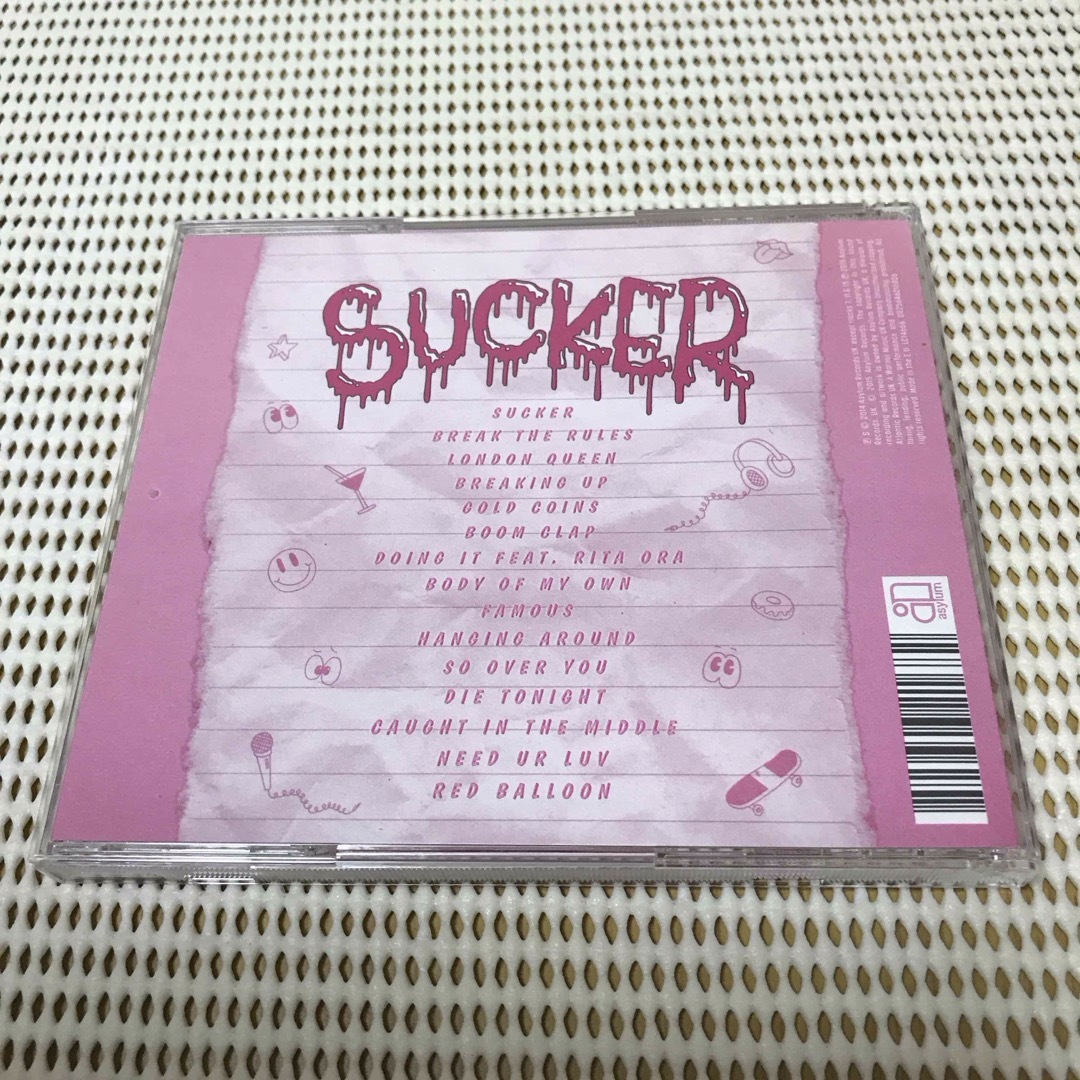 SUCKER
SUCKER
BREAK THE RULES
LONDON QUEEN
BREAKING UP
GOLD COINS
BOOM CLAP
DOING IT FEAT. RITA ORA
BODY OF MY OWN
FAMOUS
HANGING AROUND
SO OVER YOU
DIE TONIGHT
CAUGHT IN THE MIDDLE
NEED UR LUV
RED BALLOON
asylum